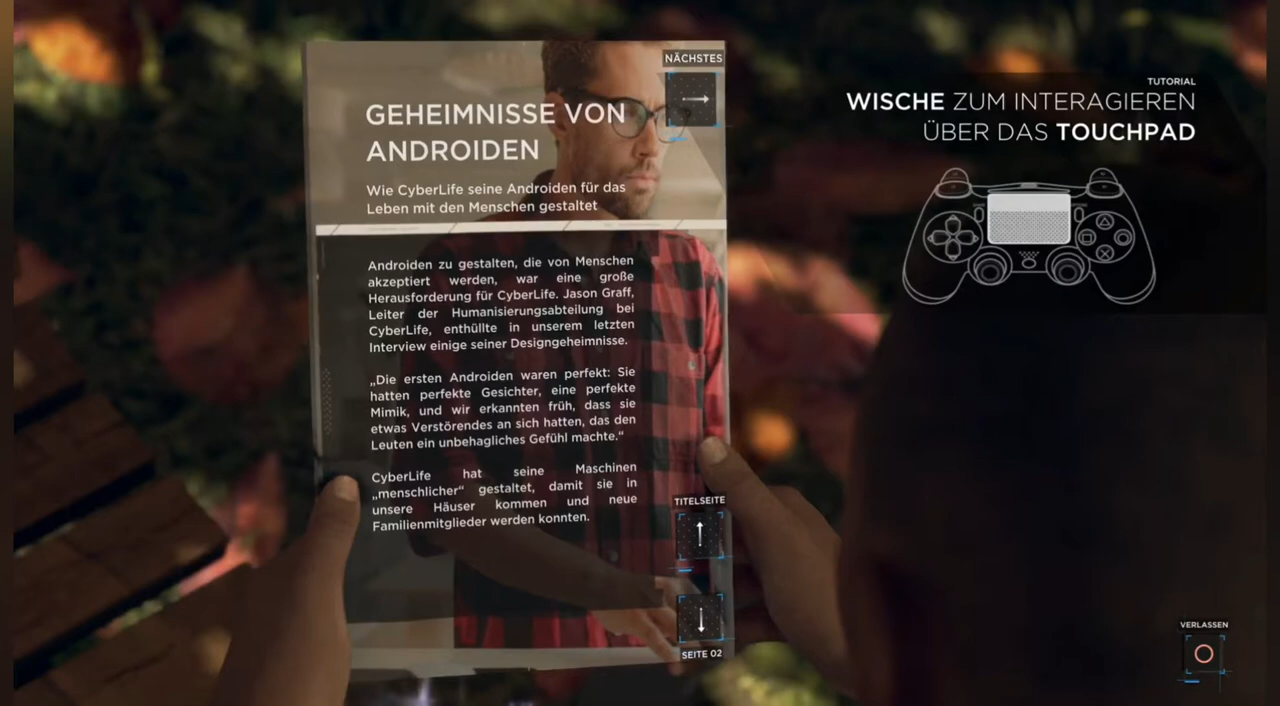 NÄCHSTES
GEHEIMNISSE VON
ANDROIDEN
Wie CyberLife seine Androiden für das
Leben mit den Menschen gestaltet
Androiden zu gestalten, die von Menschen
akzeptiert werden, war eine große
Herausforderung für CyberLife. Jason Graff,
Leiter der Humanisierungsabteilung bei
CyberLife, enthüllte in unserem letzten
Interview einige seiner Designgeheimnisse.
„Die ersten Androiden waren perfekt: Sie
hatten perfekte Gesichter, eine perfekte
Mimik, und wir erkannten früh, dass sie
etwas Verstörendes an sich hatten, das den
Leuten ein unbehagliches Gefühl machte.“
CyberLife hat seine Maschinen
„menschlicher“ gestaltet, damit sie in
unsere Häuser kommen und neue
Familienmitglieder werden konnten.
TITELSEITE
SEITE 02
TUTORIAL
WISCHE ZUM INTERAGIEREN
ÜBER DAS TOUCHPAD
VERLASSEN